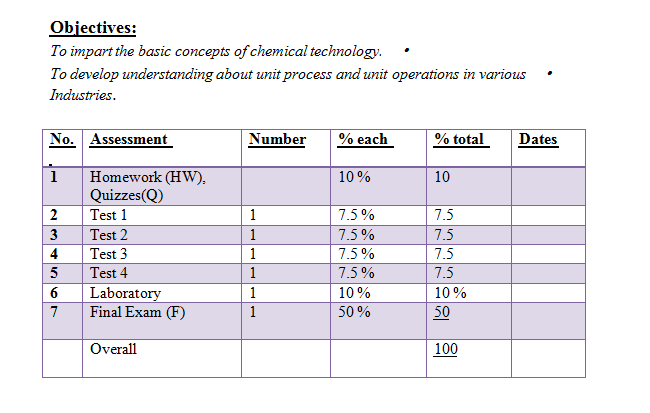 Objectives:
To impart the basic concepts of chemical technology. •
To develop understanding about unit process and unit operations in various •
Industries.
No. Assessment Number % each % total Dates
.
1 Homework (HW), 10 % 10
Quizzes(Q)
2 Test 1 1 7.5 % 7.5
3 Test 2 1 7.5 % 7.5
4 Test 3 1 7.5 % 7.5
5 Test 4 1 7.5 % 7.5
6 Laboratory 1 10 % 10 %
7 Final Exam (F) 1 50 % 50
Overall 100